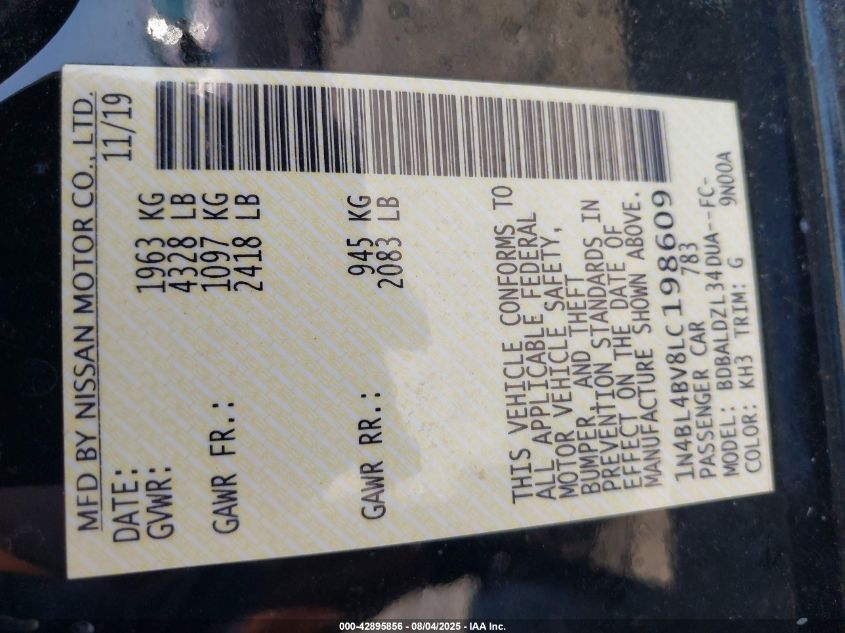 MFD BY NISSAN MOTOR CO., LTD.
DATE: 11/19
GVWR: 1963 KG
4328 LB
GAWR FR.: 1097 KG
2418 LB
GAWR RR.: 945 KG
2083 LB
THIS VEHICLE CONFORMS TO
ALL APPLICABLE FEDERAL
MOTOR VEHICLE SAFETY,
BUMPER, AND THEFT
PREVENTION STANDARDS IN
EFFECT ON THE DATE OF
MANUFACTURE SHOWN ABOVE.
1N4BL4BV8LC198609
PASSENGER CAR 783
MODEL: BDBALDZL34DUA--FC-
COLOR: KH3 TRIM: G 9N00A
000-42895856 - 08/04/2025 - IAA Inc.